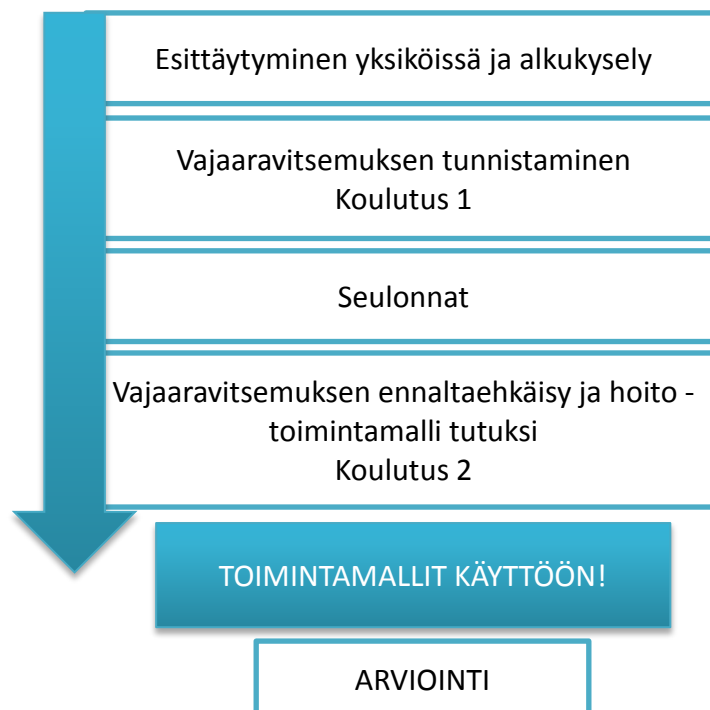 Esittäytyminen yksiköissä ja alkukysely
Vajaaravitsemuksen tunnistaminen
Koulutus 1
Seulonnat
Vajaaravitsemuksen ennaltaehkäisy ja hoito -
toimintamalli tutuksi
Koulutus 2
TOIMINTAMALLIT KÄYTTÖÖN!
ARVIOINTI